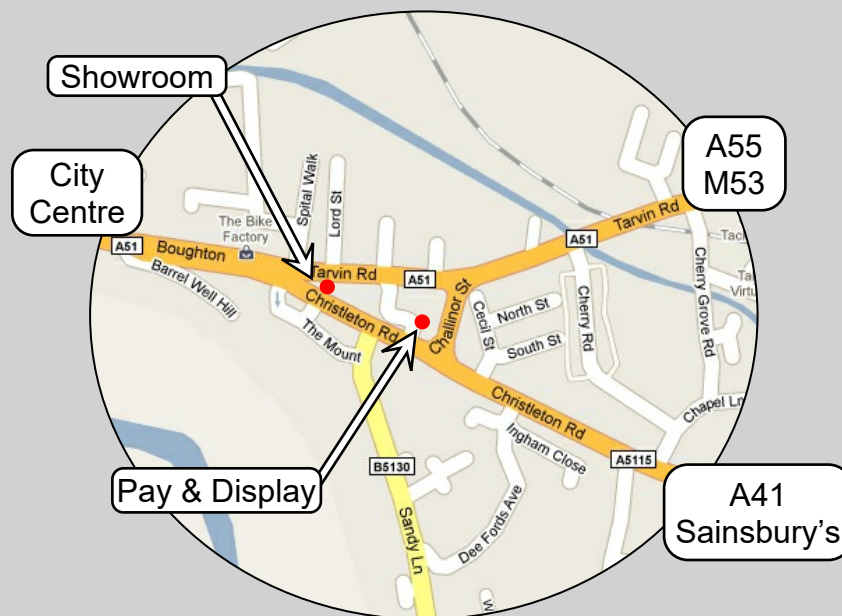 Showroom
City
Centre
A55
M53
Spital Walk
Lord St
The Bike
Factory
A51
Boughton
Barrel Well Hill
Tarvin Rd
A51
A51
Tarvin Rd
Christleton Rd
The Mount
Challinor St
Cecil St
North St
South St
Cherry Rd
Cherry Grove Rd
Chapel Ln
Christleton Rd
Ingham Close
A5115
B5130
Pay & Display
Sandy Ln
Dee Fords Ave
A41
Sainsbury's